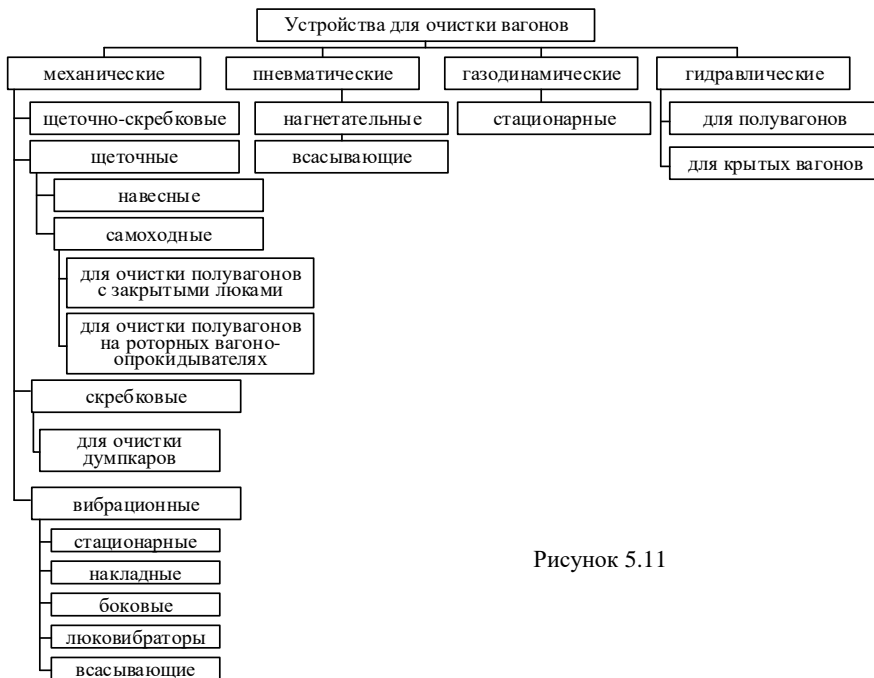 Устройства для очистки вагонов
механические
пневматические
газодинамические
гидравлические
щеточно-скребковые
нагнетательные
стационарные
для полувагонов
щеточные
всасывающие
для крытых вагонов
навесные
самоходные
для очистки полувагонов
с закрытыми люками
для очистки полувагонов
на роторных вагоно-
опрокидывателях
скребковые
для очистки
думпкаров
вибрационные
стационарные
накладные
боковые
люковибраторы
всасывающие
Рисунок 5.11